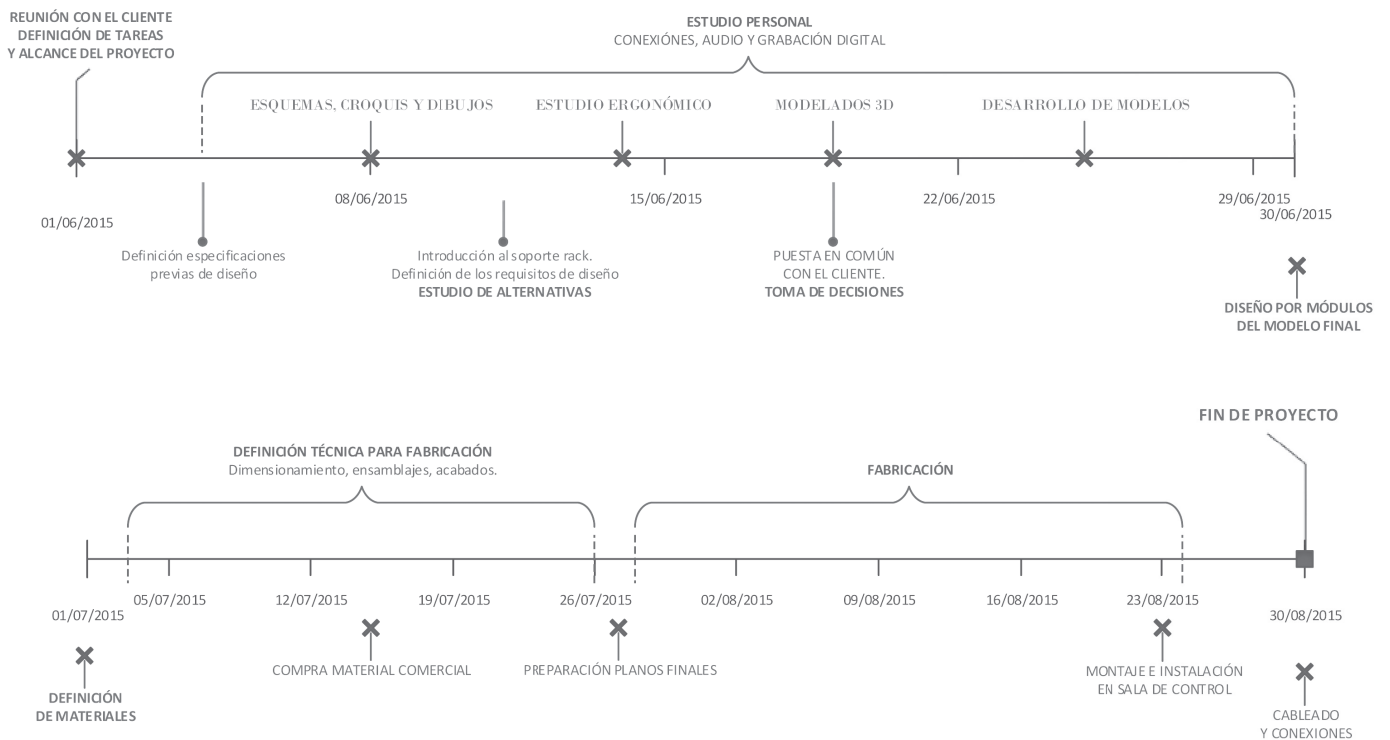 REUNIÓN CON EL CLIENTE
DEFINICIÓN DE TAREAS
Y ALCANCE DEL PROYECTO
ESTUDIO PERSONAL
CONEXIÓNES, AUDIO Y GRABACIÓN DIGITAL
ESQUEMAS, CROQUIS Y DIBUJOS
ESTUDIO ERGONÓMICO
MODELADOS 3D
DESARROLLO DE MODELOS
01/06/2015
08/06/2015
15/06/2015
22/06/2015
29/06/2015
30/06/2015
Definición especificaciones
previas de diseño
Introducción al soporte rack.
Definición de los requisitos de diseño
ESTUDIO DE ALTERNATIVAS
PUESTA EN COMÚN
CON EL CLIENTE.
TOMA DE DECISIONES
DISEÑO POR MÓDULOS
DEL MODELO FINAL
FIN DE PROYECTO
DEFINICIÓN TÉCNICA PARA FABRICACIÓN
Dimensionamiento, ensamblajes, acabados.
FABRICACIÓN
01/07/2015
05/07/2015
12/07/2015
19/07/2015
26/07/2015
02/08/2015
09/08/2015
16/08/2015
23/08/2015
30/08/2015
DEFINICIÓN
DE MATERIALES
COMPRA MATERIAL COMERCIAL
PREPARACIÓN PLANOS FINALES
MONTAJE E INSTALACIÓN
EN SALA DE CONTROL
CABLEADO
Y CONEXIONES